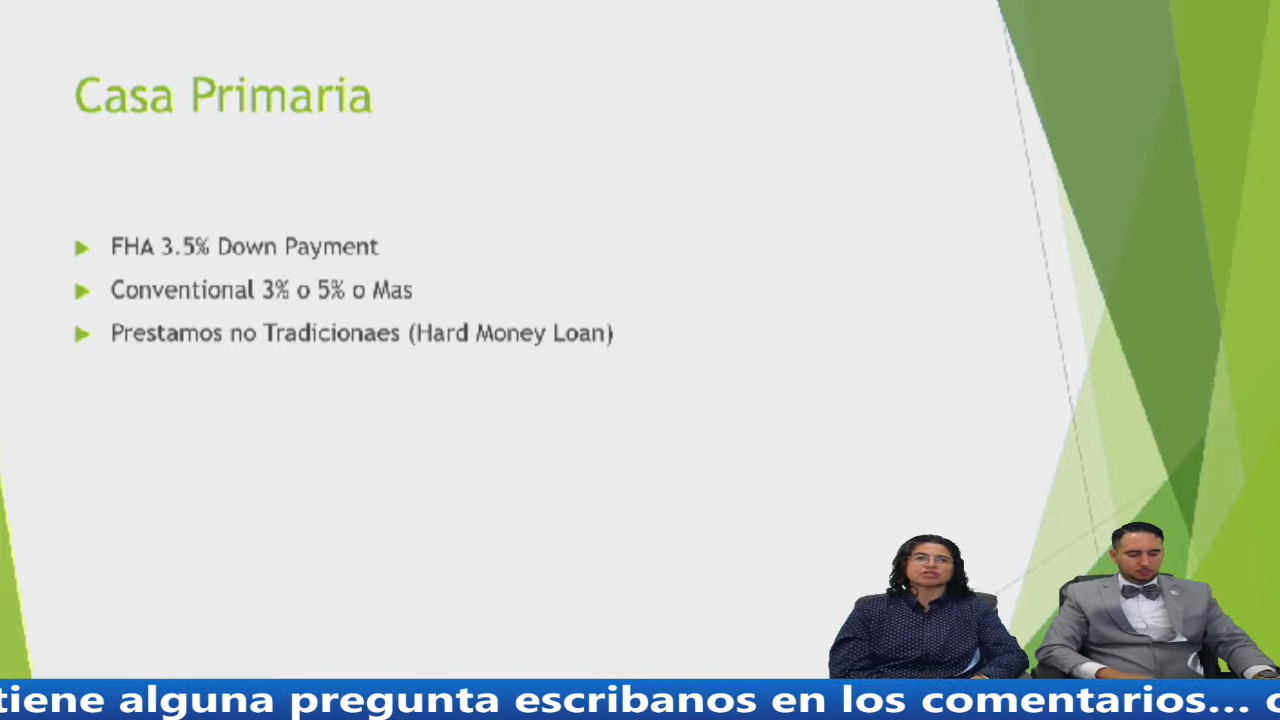 Casa Primaria
FHA 3.5% Down Payment
Conventional 3% o 5% o Mas
Prestamos no Tradicionaes (Hard Money Loan)
tiene alguna pregunta escribanos en los comentarios...